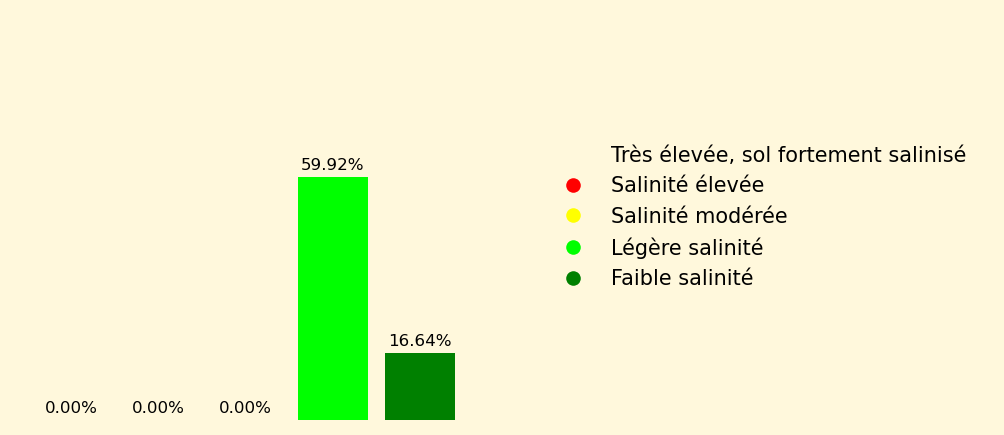 59.92%
16.64%
0.00% 0.00% 0.00%
Très élevée, sol fortement salinisé
Salinité élevée
Salinité modérée
Légère salinité
Faible salinité